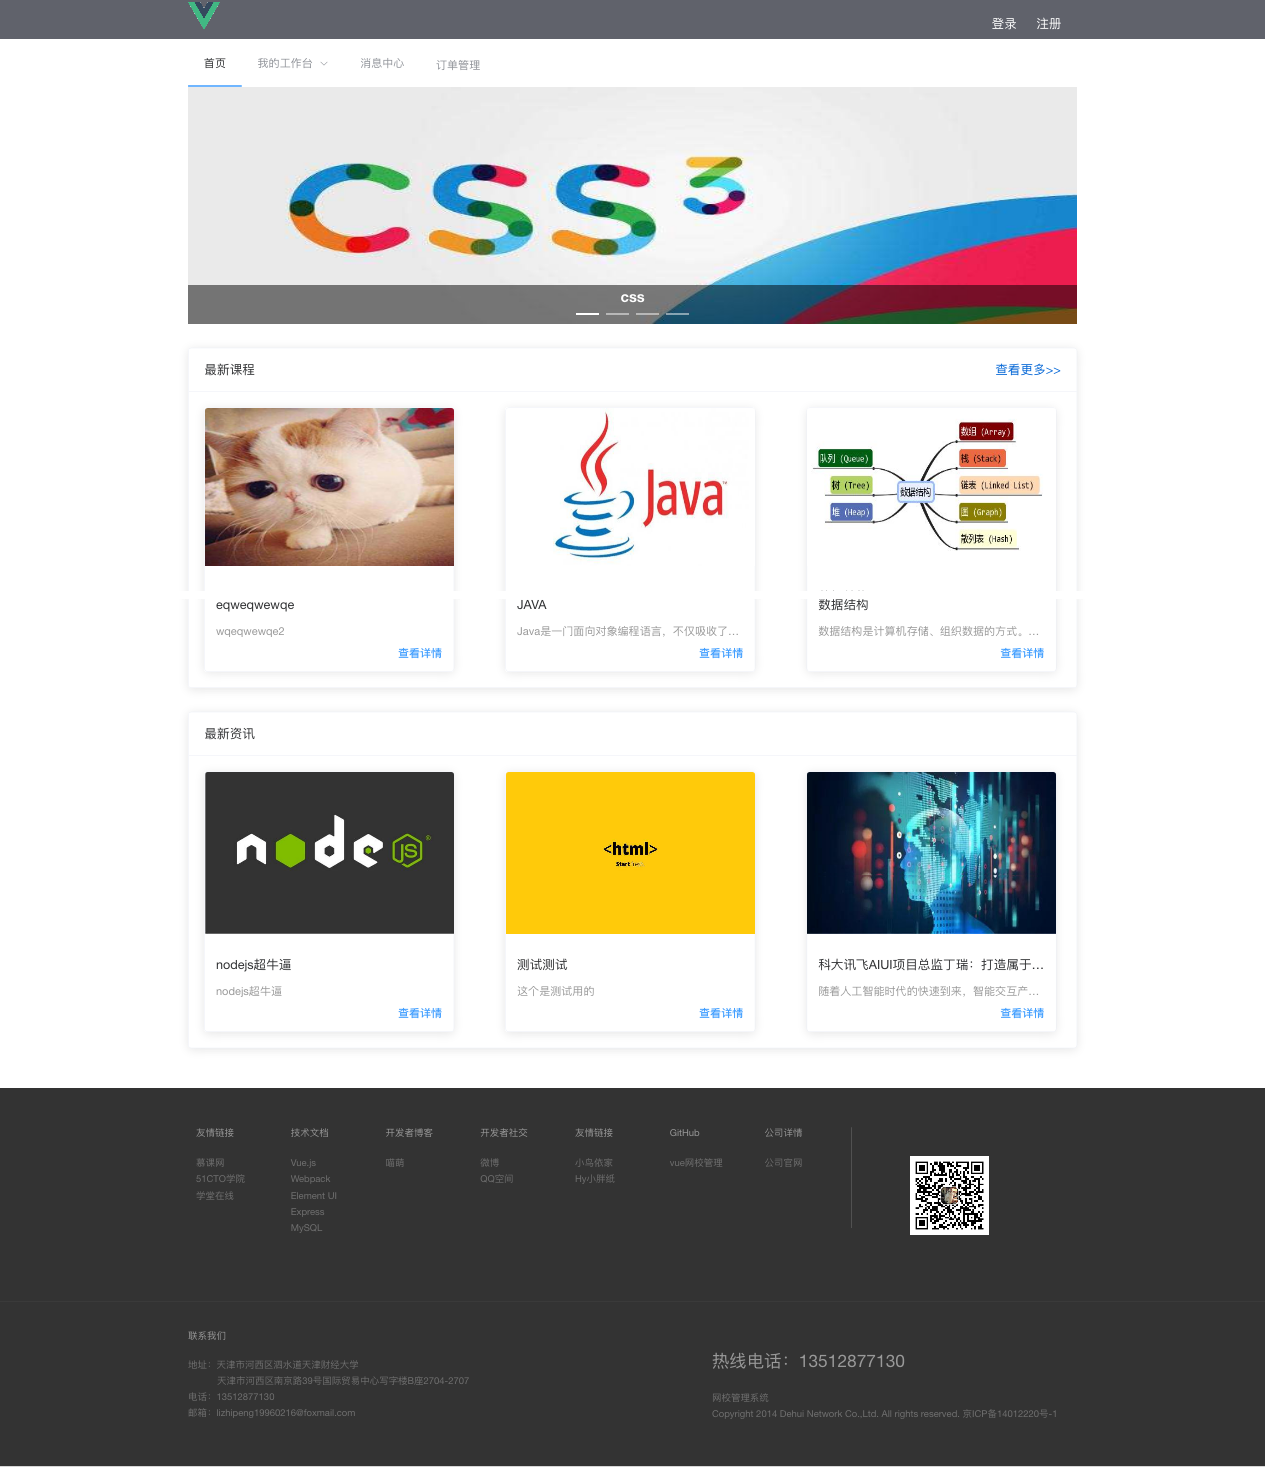 登录 注册
首页 我的工作台 消息中心 订单管理
CSS3
CSS
最新课程 查看更多>>
Java
数组 (Array)
队列 (Queue)
栈 (Stack)
树 (Tree)
数据结构
链表 (Linked List)
堆 (Heap)
图 (Graph)
散列表 (Hash)
eqweqwewqe
wqeqwewqe2
查看详情
JAVA
Java是一门面向对象编程语言，不仅吸收了...
查看详情
数据结构
数据结构是计算机存储、组织数据的方式。...
查看详情
最新资讯
node JS
<html>
nodejs超牛逼
nodejs超牛逼
查看详情
测试测试
这个是测试用的
查看详情
科大讯飞AIUI项目总监丁瑞：打造属于...
随着人工智能时代的快速到来，智能交互产...
查看详情
友情链接
慕课网
51CTO学院
学堂在线
技术文档
Vue.js
Webpack
Element UI
Express
MySQL
开发者博客
喵萌
开发者社交
微博
QQ空间
友情链接
小鸟依家
Hy小胖纸
GitHub
vue网校管理
公司详情
公司官网
联系我们
地址：天津市河西区泗水道天津财经大学
天津市河西区南京路39号国际贸易中心写字楼B座2704-2707
电话：13512877130
邮箱：lizhipeng19960216@foxmail.com
热线电话：13512877130
网校管理系统
Copyright 2014 Dehui Network Co.,Ltd. All rights reserved. 京ICP备14012220号-1